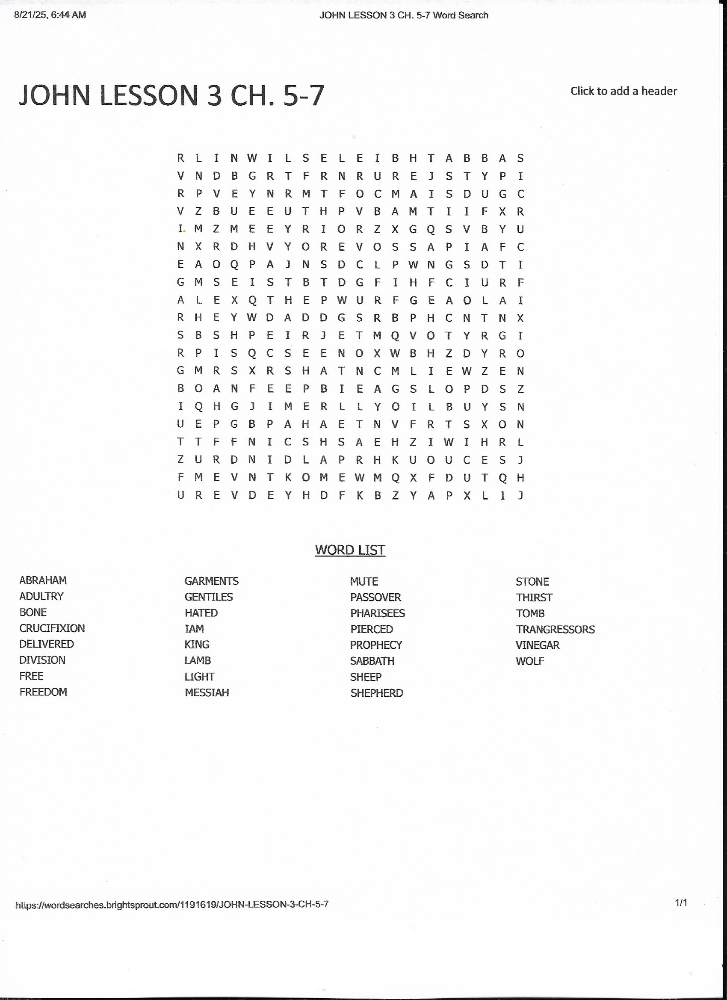 8/21/25, 6:44 AM JOHN LESSON 3 CH. 5-7 Word Search
JOHN LESSON 3 CH. 5-7 Click to add a header
R L I N W I L S E L E I B H T A B B A S
V N D B G R T F R N R U R E J S T Y P I
R P V E Y N R M T F O C M A I S D U G C
V Z B U E E U T H P V B A M T I I F X R
I M Z M E E Y R I O R Z X G Q S V B Y U
N X R D H V Y O R E V O S S A P I A F C
E A O Q P A J N S D C L P W N G S D T I
G M S E I S T B T D G F I H F C I U R F
A L E X Q T H E P W U R F G E A O L A I
R H E Y W D A D D G S R B P H C N T N X
S B S H P E I R J E T M Q V O T Y R G I
R P I S Q C S E E N O X W B H Z D Y R O
G M R S X R S H A T N C M L I E W Z E N
B O A N F E E P B I E A G S L O P D S Z
I Q H G J I M E R L L Y O I L B U Y S N
U E P G B P A H A E T N V F R T S X O N
T T F F N I C S H S A E H Z I W I H R L
Z U R D N I D L A P R H K U O U C E S J
F M E V N T K O M E W M Q X F D U T Q H
U R E V D E Y H D F K B Z Y A P X L I J
WORD LIST
ABRAHAM GARMENTS MUTE STONE
ADULTRY GENTILES PASSOVER THIRST
BONE HATED PHARISEES TOMB
CRUCIFIXION IAM PIERCED TRANGRESSORS
DELIVERED KING PROPHECY VINEGAR
DIVISION LAMB SABBATH WOLF
FREE LIGHT SHEEP
FREEDOM MESSIAH SHEPHERD
https://wordsearches.brightsprout.com/1191619/JOHN-LESSON-3-CH-5-7 1/1